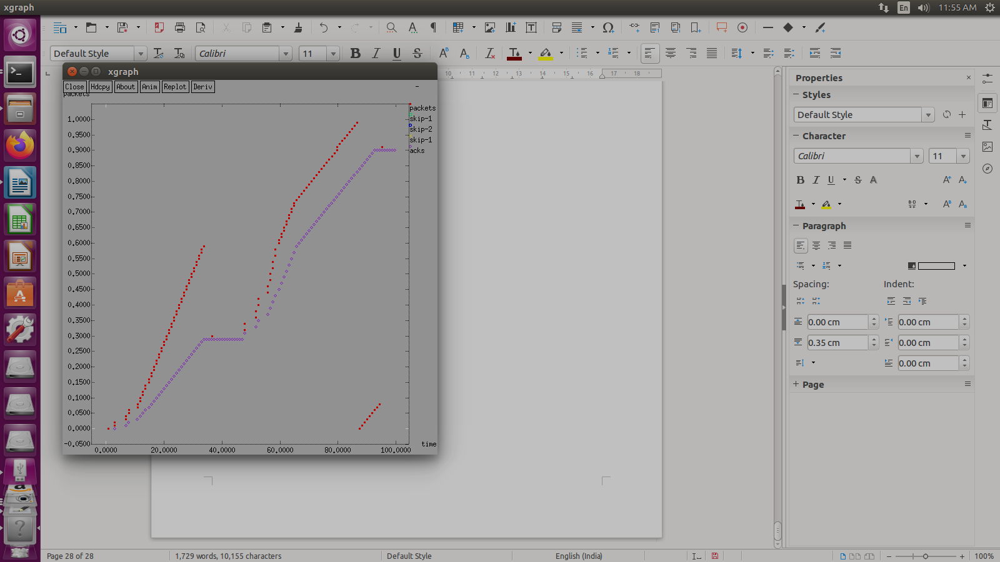 xgraph
En
11:55 AM
Default Style
Calibri
11
xgraph
Close
Hdcpy
About
Anim
Replot
Deriv
packets
1.0000
0.9500
0.9000
0.8500
0.8000
0.7500
0.7000
0.6500
0.6000
0.5500
0.5000
0.4500
0.4000
0.3500
0.3000
0.2500
0.2000
0.1500
0.1000
0.0500
0.0000
-0.0500
0.0000
20.0000
40.0000
60.0000
80.0000
100.0000
time
packets
skip-1
skip-2
skip-1
acks
10 11 12 13 14 15 16 17 18
Properties
Styles
Default Style
Character
Calibri
11
Paragraph
Spacing:
Indent:
0.00 cm
0.00 cm
0.35 cm
0.00 cm
0.00 cm
Page
Page 28 of 28
1,729 words, 10,155 characters
Default Style
English (India)
100%